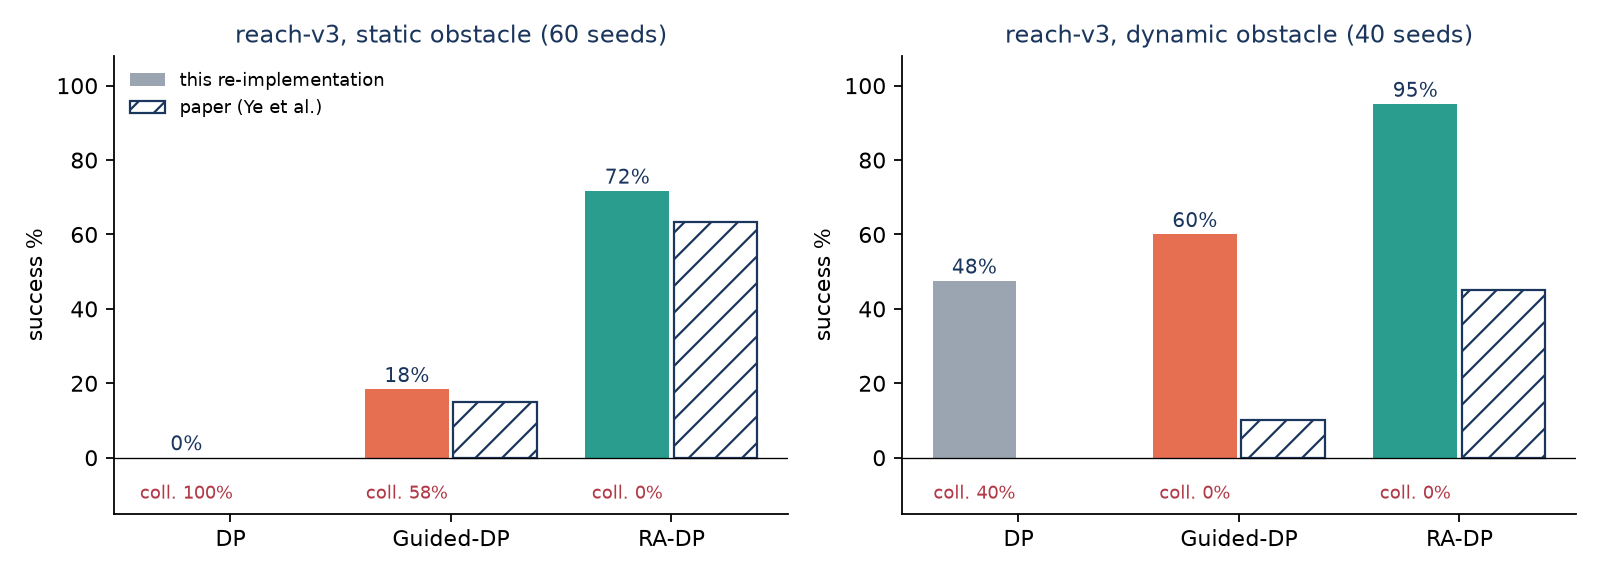 reach-v3, static obstacle (60 seeds)
this re-implementation
paper (Ye et al.)
success %
100
80
60
40
20
0
0%
18%
72%
coll. 100%
coll. 58%
coll. 0%
DP
Guided-DP
RA-DP
reach-v3, dynamic obstacle (40 seeds)
success %
100
80
60
40
20
0
48%
60%
95%
coll. 40%
coll. 0%
coll. 0%
DP
Guided-DP
RA-DP